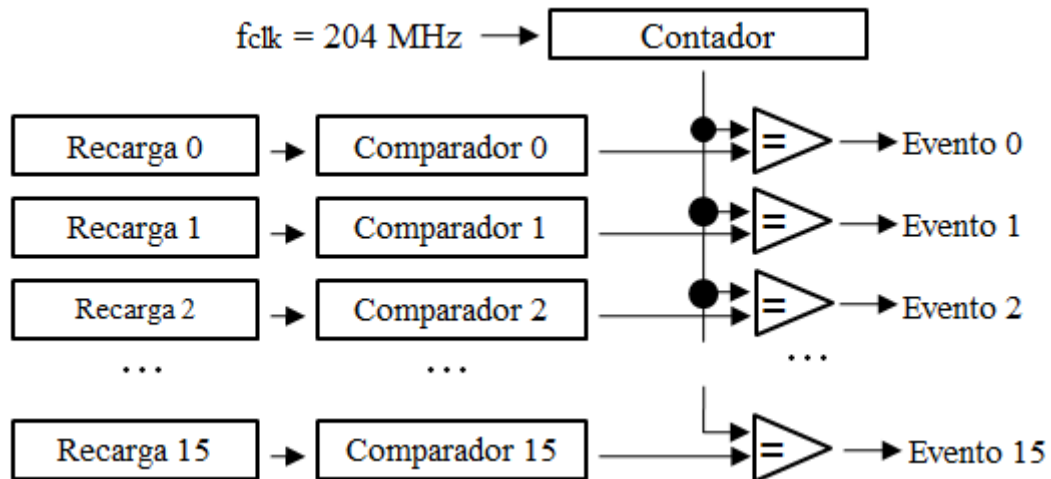 fclk = 204 MHz Contador
Recarga 0 Comparador 0 = Evento 0
Recarga 1 Comparador 1 = Evento 1
Recarga 2 Comparador 2 = Evento 2
... ... ...
Recarga 15 Comparador 15 = Evento 15